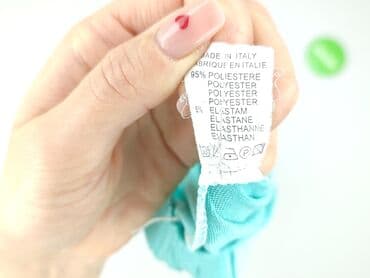 MADE IN ITALY
FABRIQUE EN ITALIE
95% POLIESTERE
POLYESTER
POLYESTER
POLYESTER
5% ELASTAM
ELASTANE
ELASTHANNE
ELASTHAN